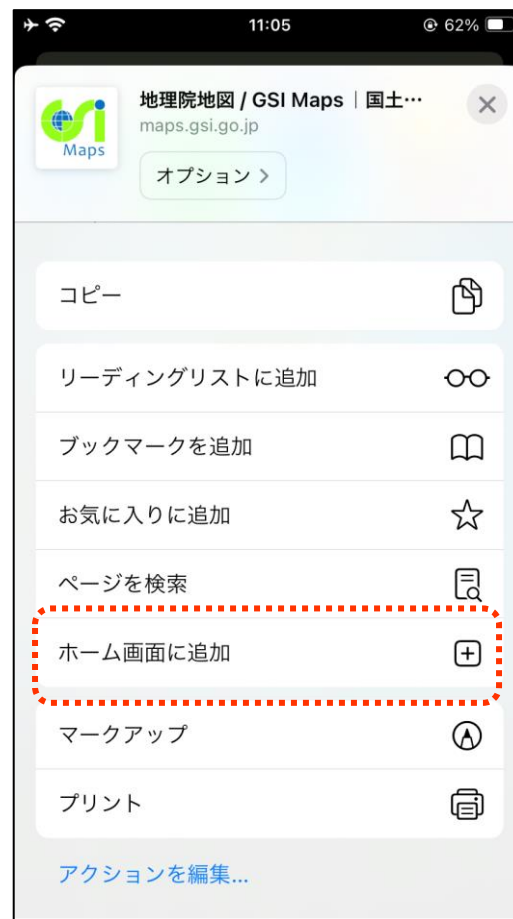 11:05
62%
地理院地図 / GSI Maps｜国土…
maps.gsi.go.jp
Maps
オプション
コピー
リーディングリストに追加
ブックマークを追加
お気に入りに追加
ページを検索
ホーム画面に追加
マークアップ
プリント
アクションを編集...